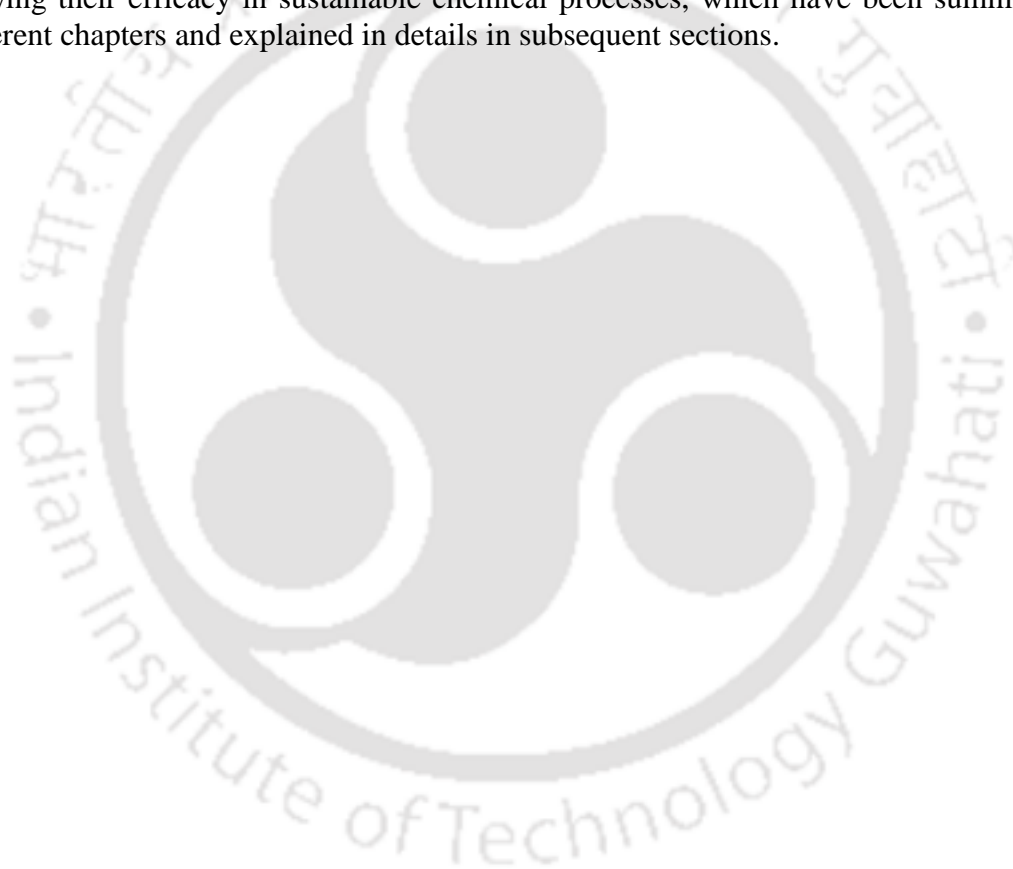 ying their efficacy in sustainable chemical processes, which have been summ
erent chapters and explained in details in subsequent sections.
Indian Institute of Technology Guwahati